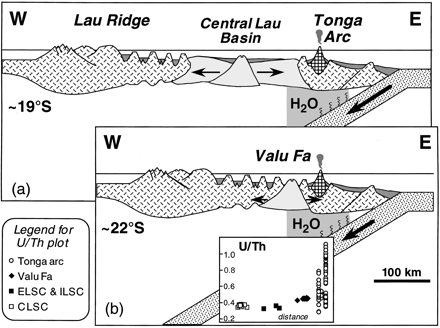 W Lau Ridge Central Lau Basin Tonga Arc E
~19°S
H2O
(a)
W Valu Fa E
~22°S
H2O
Legend for
U/Th plot
Tonga arc
Valu Fa
ELSC & ILSC
CLSC
(b)
U/Th
1.0
0.8
0.6
0.4
0.2
distance
100 km